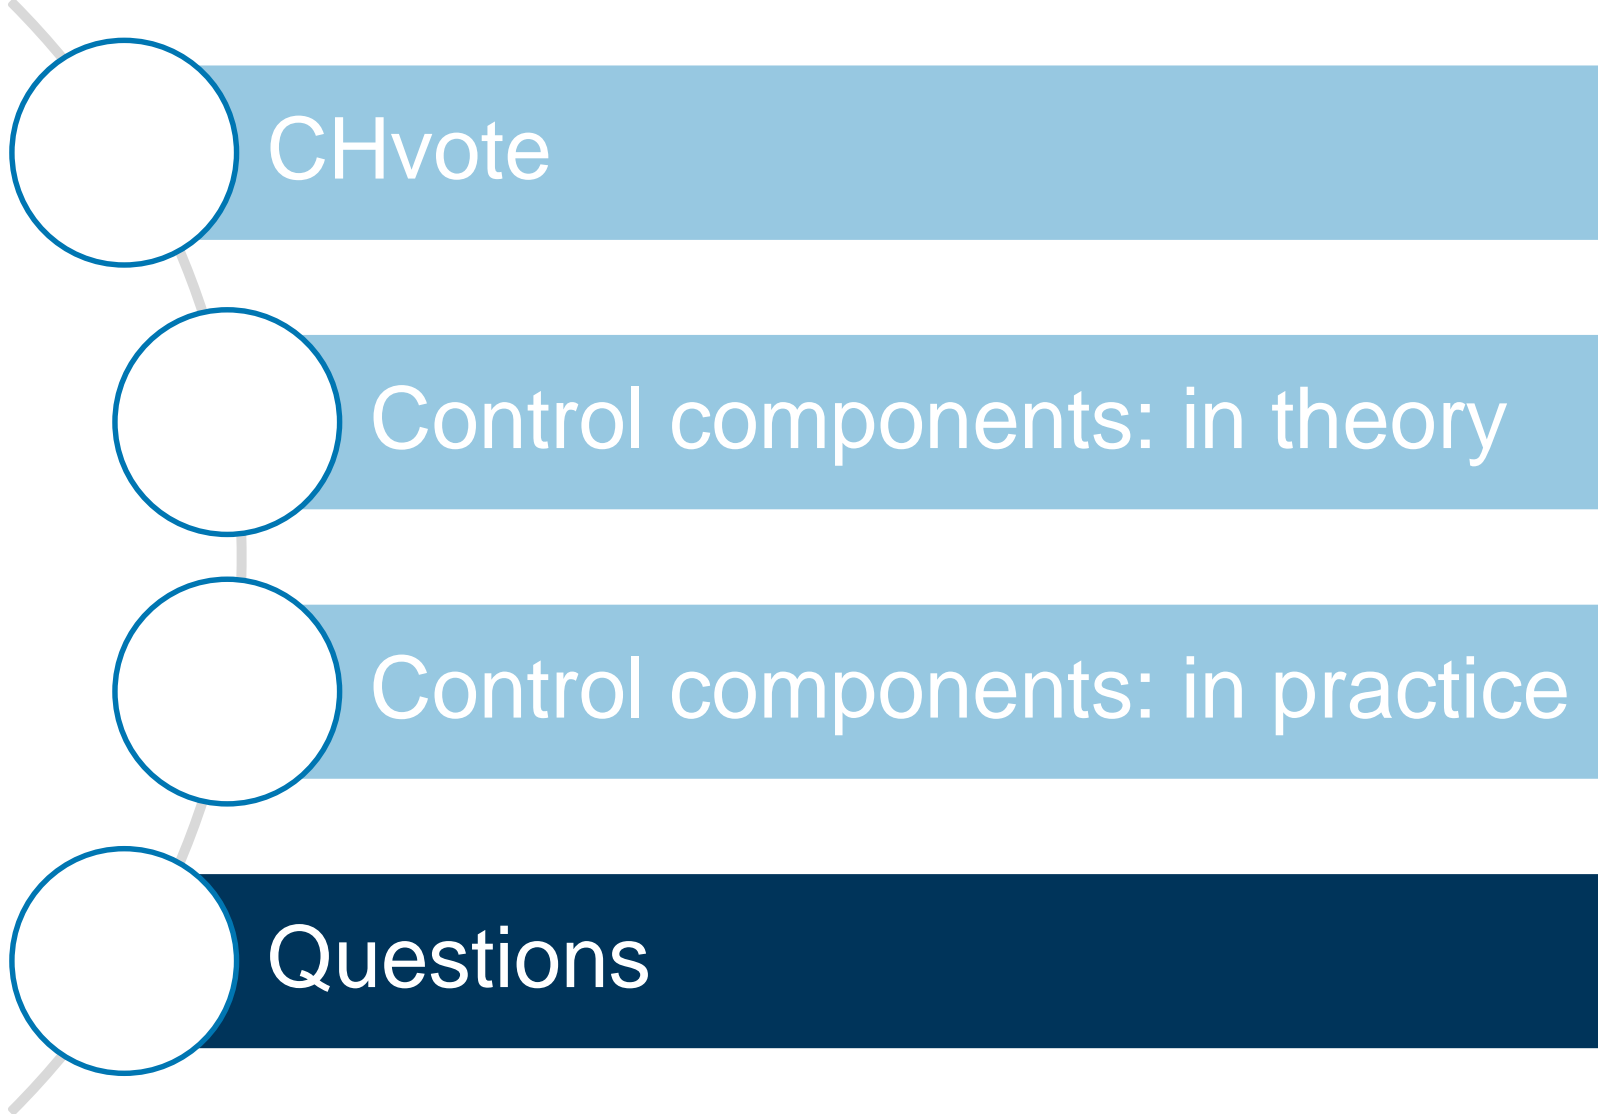 CHvote
Control components: in theory
Control components: in practice
Questions